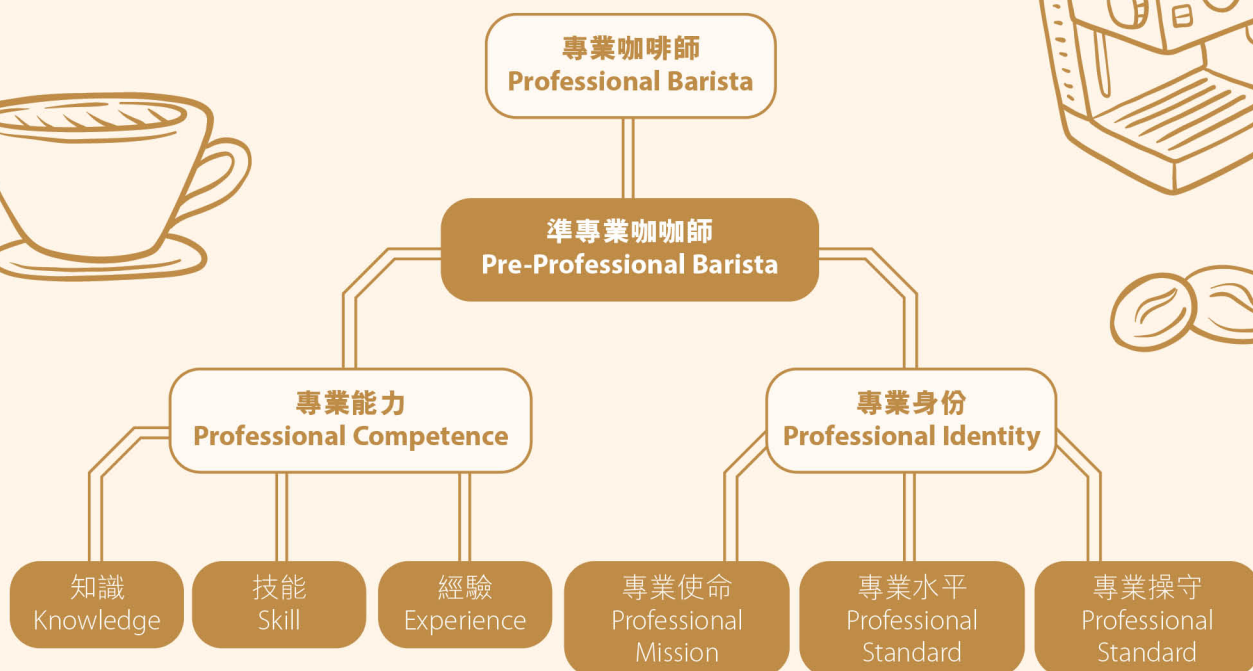 專業咖啡師
Professional Barista
準專業咖咖師
Pre-Professional Barista
專業能力
Professional Competence
專業身份
Professional Identity
知識
Knowledge
技能
Skill
經驗
Experience
專業使命
Professional
Mission
專業水平
Professional
Standard
專業操守
Professional
Standard